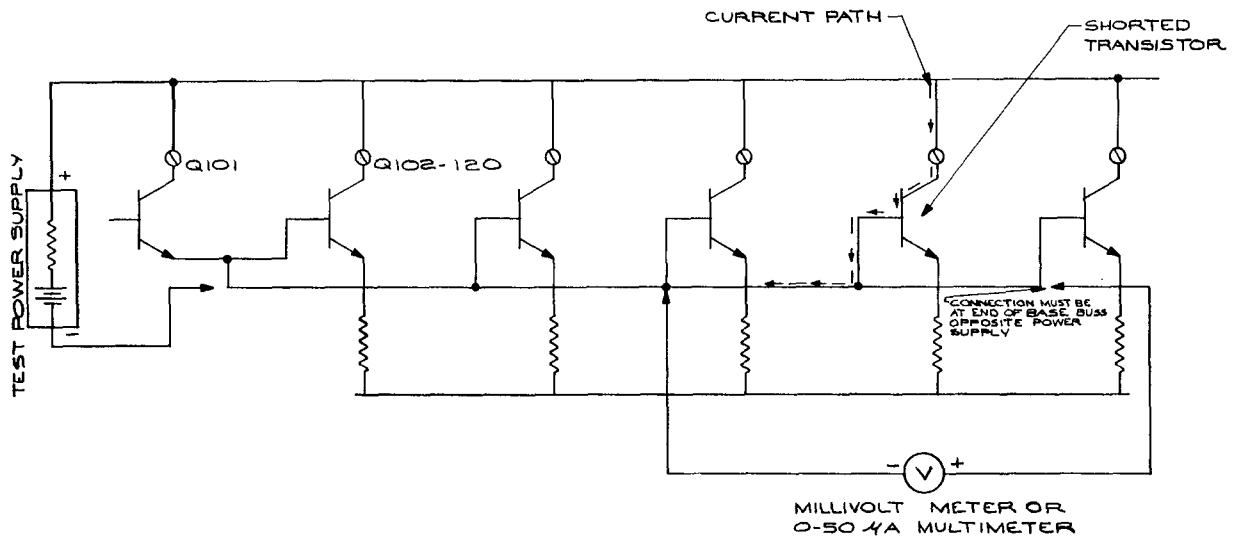 CURRENT PATH
SHORTED
TRANSISTOR
Q101
Q102-120
+
TEST POWER SUPPLY
−
CONNECTION MUST BE
AT END OF BASE BUSS
OPPOSITE POWER
SUPPLY
− V +
MILLIVOLT METER OR
0-50 µA MULTIMETER